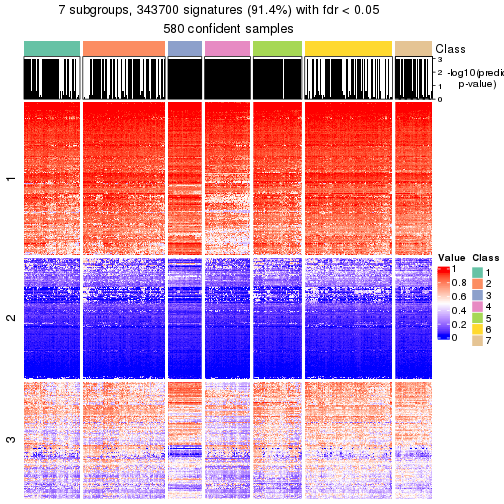 7 subgroups, 343700 signatures (91.4%) with fdr < 0.05
580 confident samples
Class
3
2
1
0
-log10(predi
p-value)
1
2
3
Value
1
0.8
0.6
0.4
0.2
0
Class
1
2
3
4
5
6
7